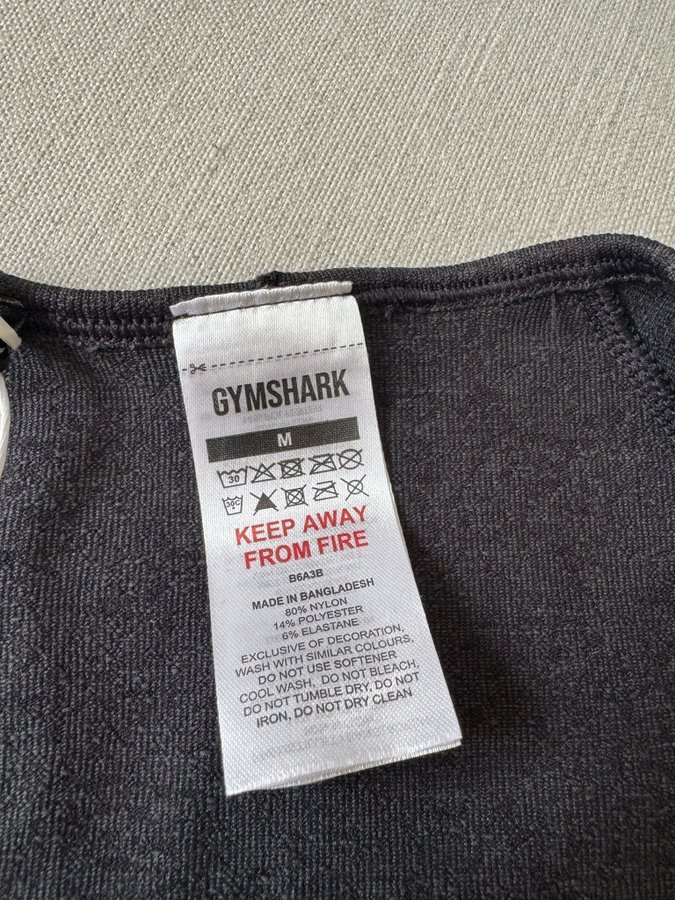 GYMSHARK
M
30
30C
KEEP AWAY
FROM FIRE
B6A3B
MADE IN BANGLADESH
80% NYLON
14% POLYESTER
6% ELASTANE
EXCLUSIVE OF DECORATION,
WASH WITH SIMILAR COLOURS,
DO NOT USE SOFTENER
COOL WASH, DO NOT BLEACH,
DO NOT TUMBLE DRY, DO NOT
IRON, DO NOT DRY CLEAN